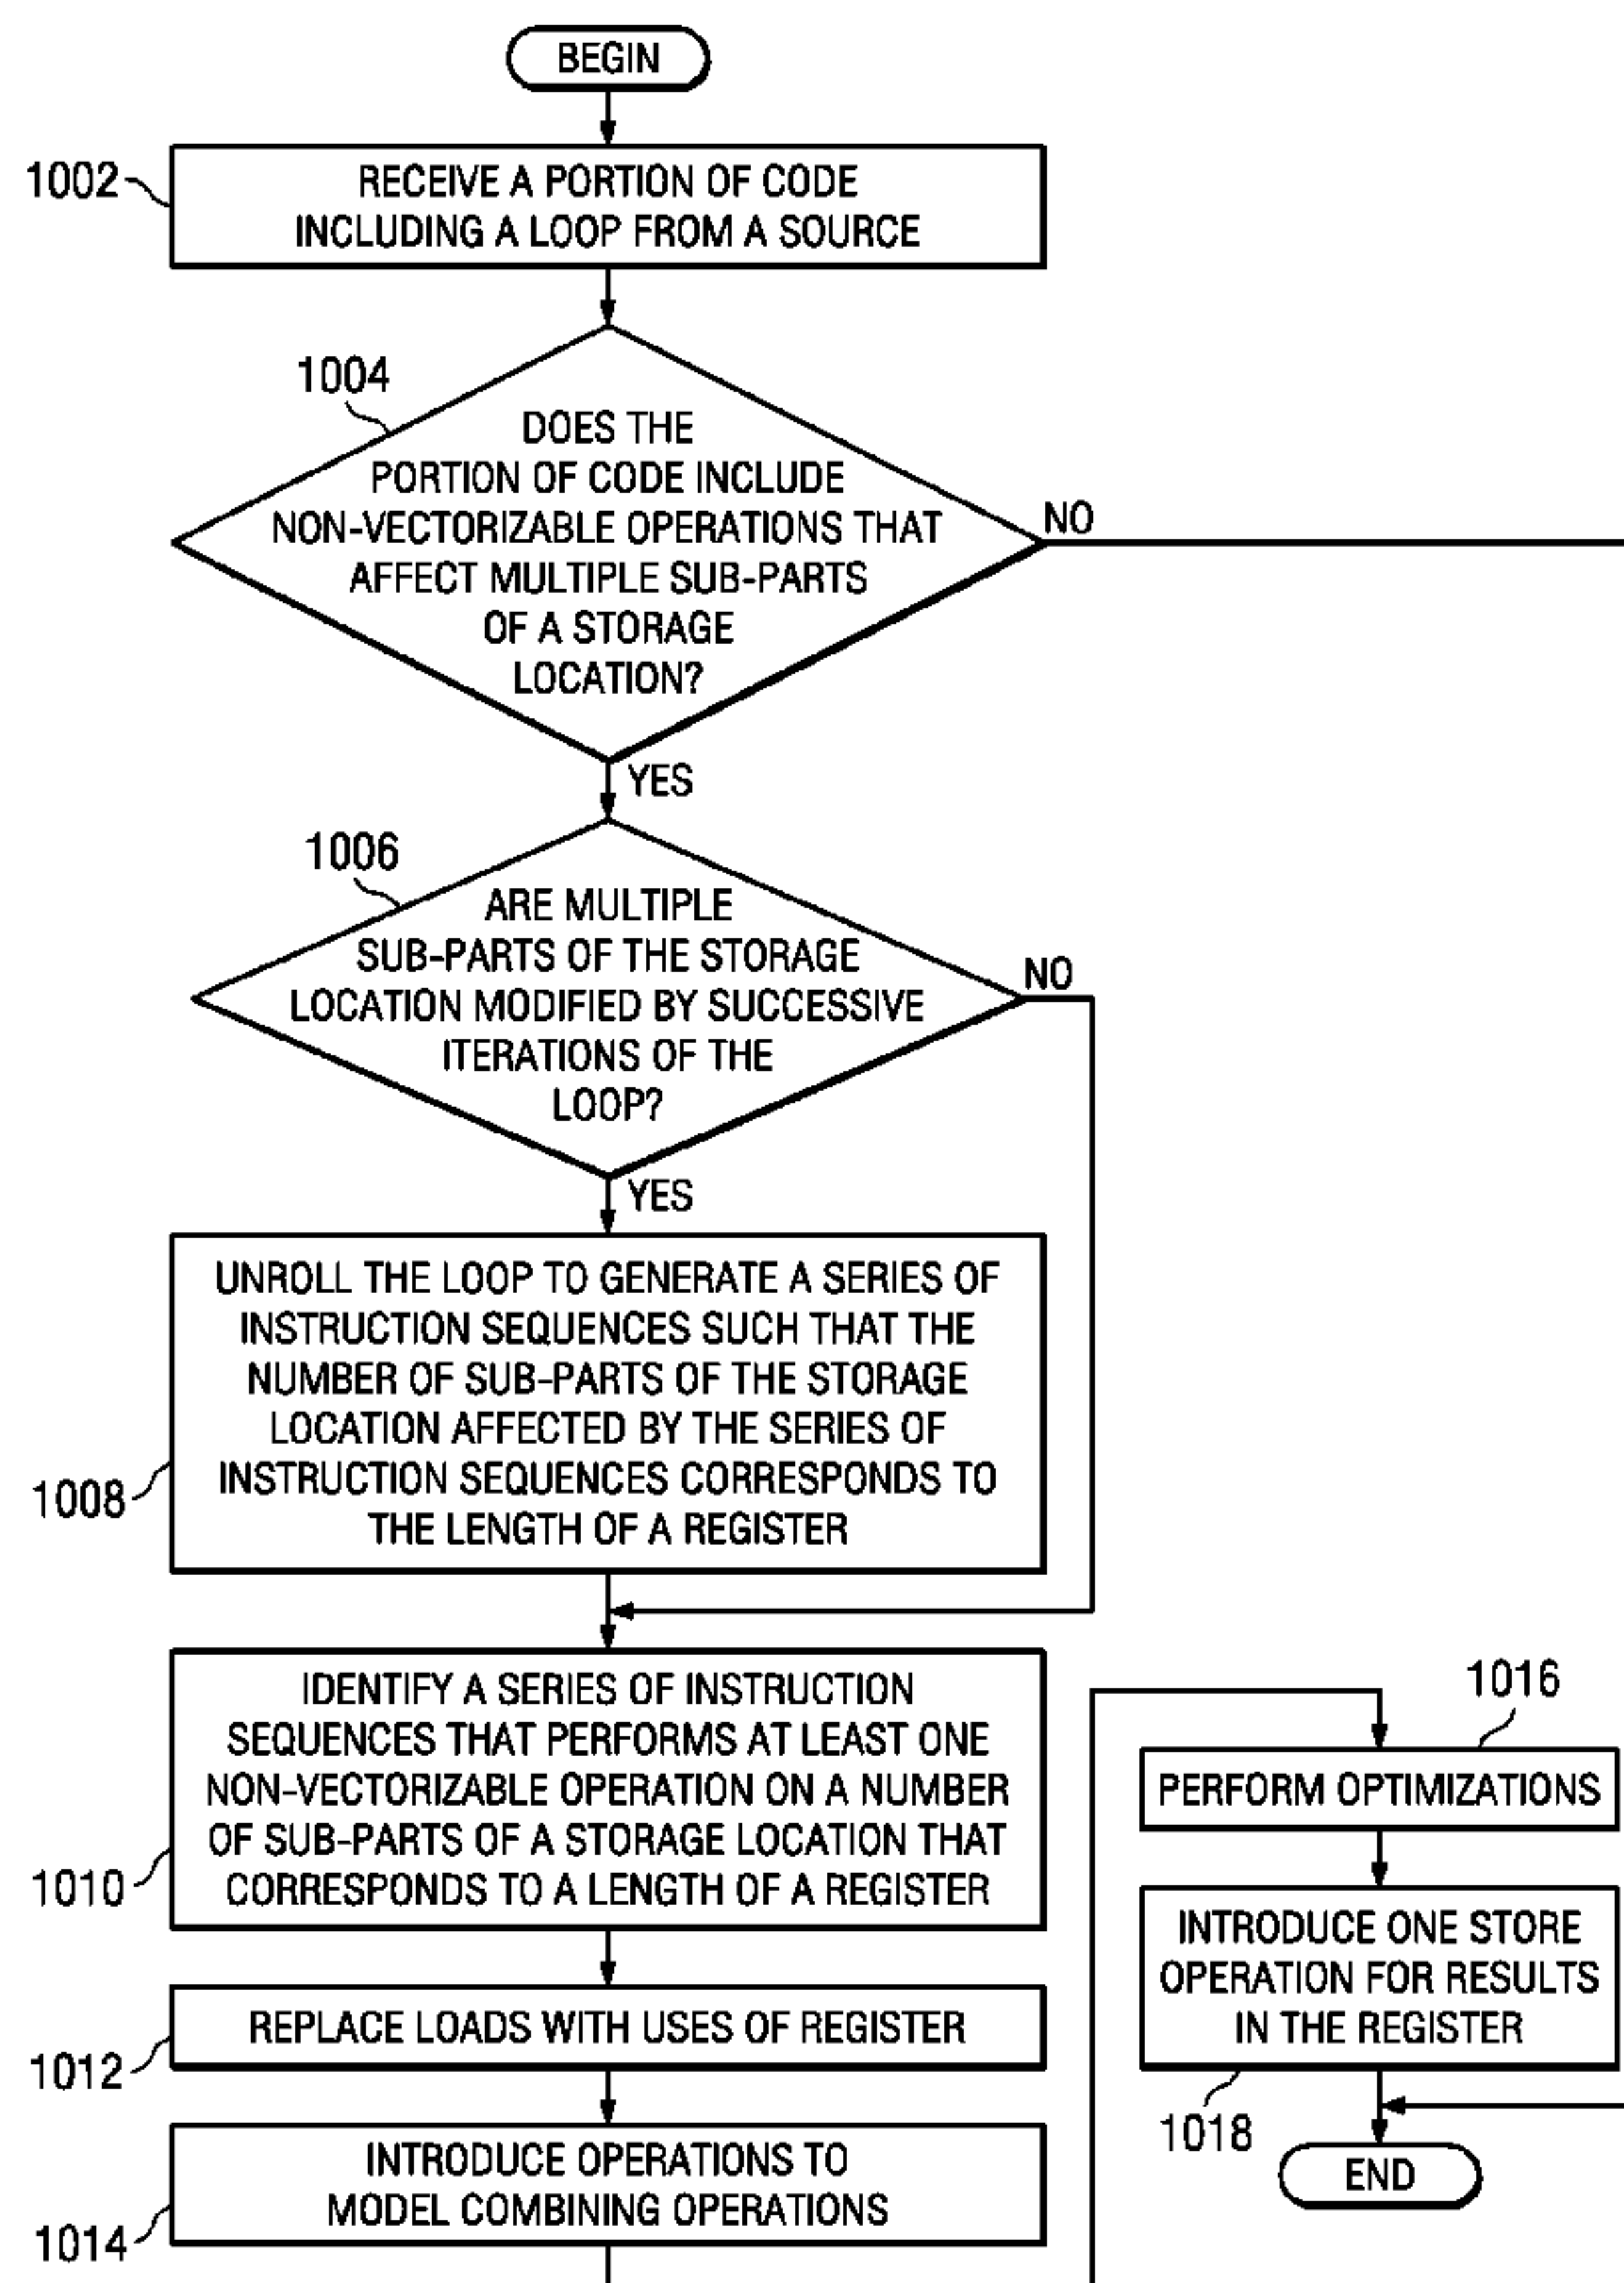 BEGIN
1002
RECEIVE A PORTION OF CODE
INCLUDING A LOOP FROM A SOURCE
1004
DOES THE
PORTION OF CODE INCLUDE
NON-VECTORIZABLE OPERATIONS THAT
AFFECT MULTIPLE SUB-PARTS
OF A STORAGE
LOCATION?
NO
YES
1006
ARE MULTIPLE
SUB-PARTS OF THE STORAGE
LOCATION MODIFIED BY SUCCESSIVE
ITERATIONS OF THE
LOOP?
NO
YES
UNROLL THE LOOP TO GENERATE A SERIES OF
INSTRUCTION SEQUENCES SUCH THAT THE
NUMBER OF SUB-PARTS OF THE STORAGE
LOCATION AFFECTED BY THE SERIES OF
INSTRUCTION SEQUENCES CORRESPONDS TO
THE LENGTH OF A REGISTER
1008
IDENTIFY A SERIES OF INSTRUCTION
SEQUENCES THAT PERFORMS AT LEAST ONE
NON-VECTORIZABLE OPERATION ON A NUMBER
OF SUB-PARTS OF A STORAGE LOCATION THAT
CORRESPONDS TO A LENGTH OF A REGISTER
1010
REPLACE LOADS WITH USES OF REGISTER
1012
INTRODUCE OPERATIONS TO
MODEL COMBINING OPERATIONS
1014
1016
PERFORM OPTIMIZATIONS
INTRODUCE ONE STORE
OPERATION FOR RESULTS
IN THE REGISTER
1018
END